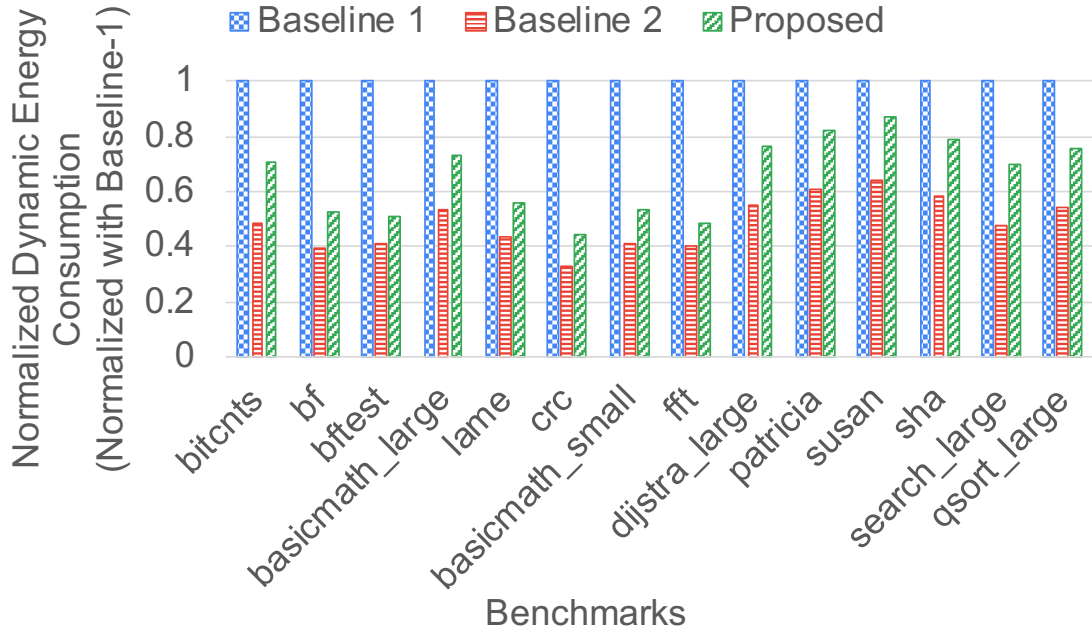 Baseline 1 Baseline 2 Proposed
Normalized Dynamic Energy
Consumption
(Normalized with Baseline-1)
1
0.8
0.6
0.4
0.2
0
bitcnts
bf
bftest
basicmath_large
lame
crc
basicmath_small
fft
dijstra_large
patricia
susan
sha
search_large
qsort_large
Benchmarks